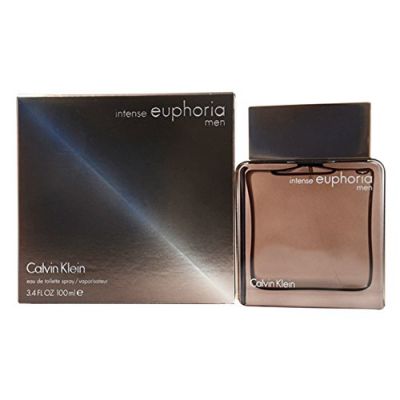 intense euphoria
men
Calvin Klein
eau de toilette spray / vaporisateur
3.4 FL OZ 100 ml ℮
intense euphoria
men
Calvin Klein